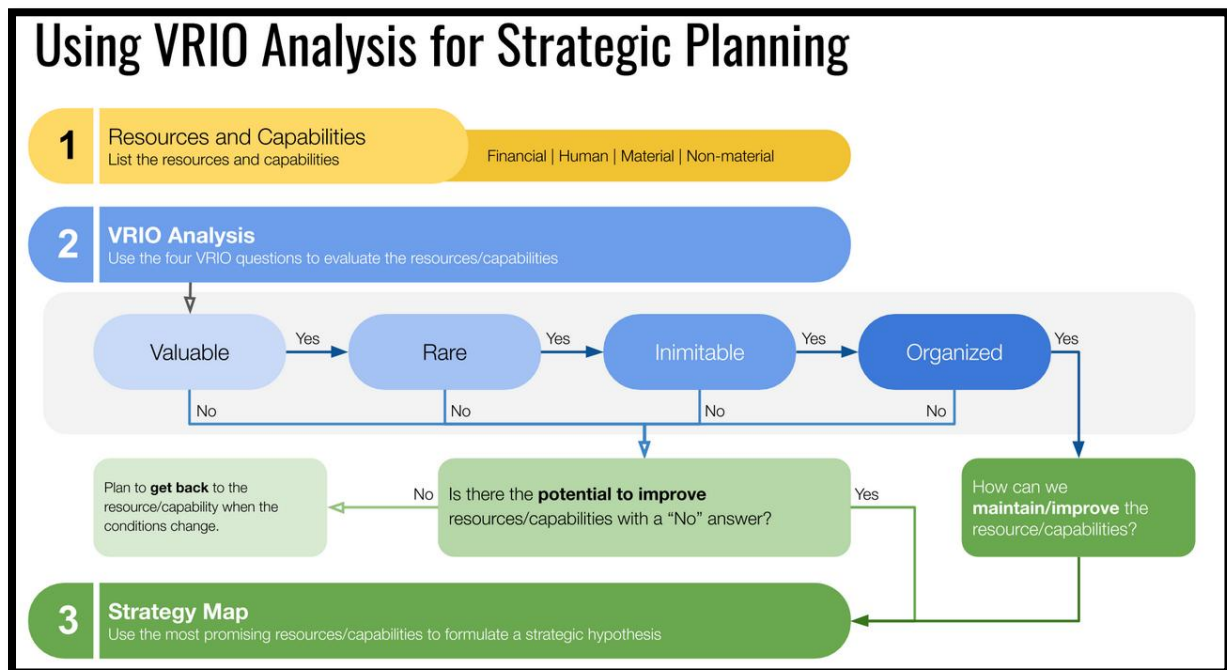 Using VRIO Analysis for Strategic Planning
1
Resources and Capabilities
List the resources and capabilities
Financial | Human | Material | Non-material
2
VRIO Analysis
Use the four VRIO questions to evaluate the resources/capabilities
Valuable
Yes
Rare
Yes
Inimitable
Yes
Organized
Yes
No
No
No
No
Plan to get back to the
resource/capability when the
conditions change.
No
Is there the potential to improve
resources/capabilities with a “No” answer?
Yes
How can we
maintain/improve the
resource/capabilities?
3
Strategy Map
Use the most promising resources/capabilities to formulate a strategic hypothesis